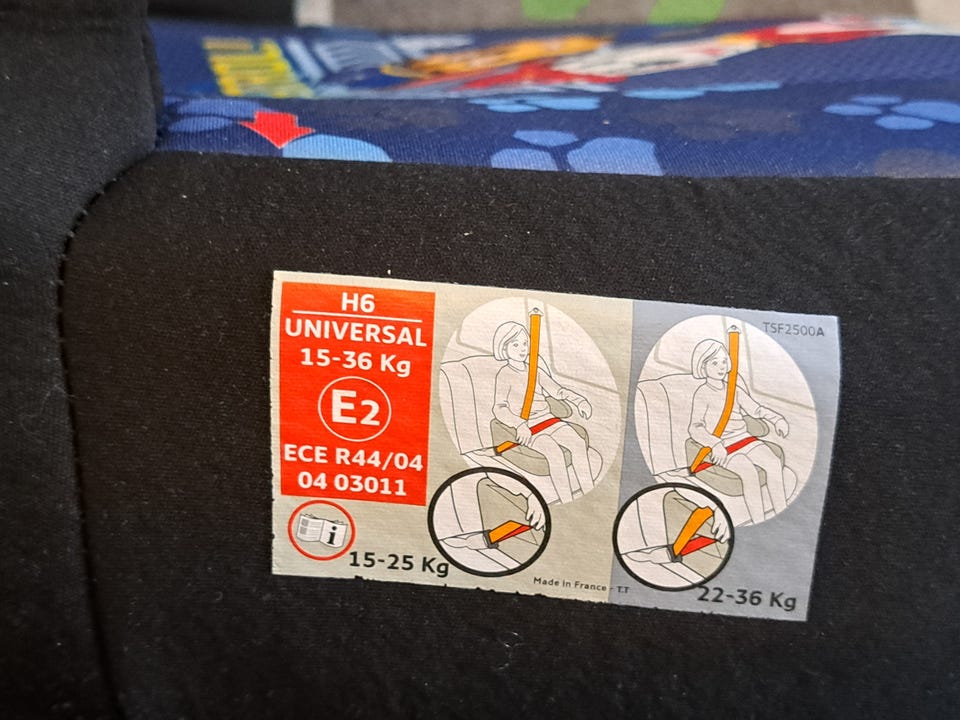 H6
UNIVERSAL
15-36 Kg
E2
ECE R44/04
04 03011
i
15-25 Kg
Made in France - T.T
TSF2500A
22-36 Kg